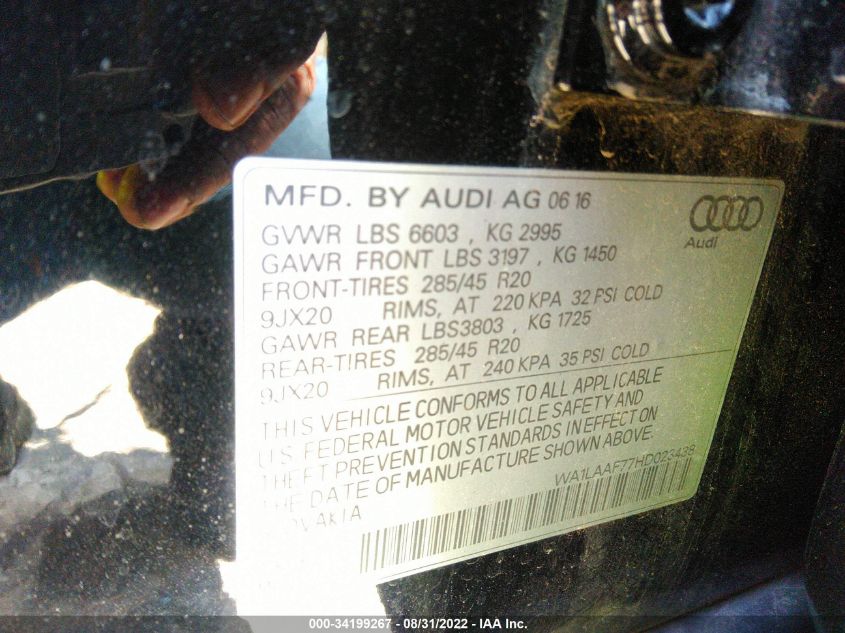 MFD. BY AUDI AG 06 16
Audi
GVWR LBS 6603 , KG 2995
GAWR FRONT LBS 3197 , KG 1450
FRONT-TIRES 285/45 R20
9JX20 RIMS, AT 220 KPA 32 PSI COLD
GAWR REAR LBS3803 , KG 1725
REAR-TIRES 285/45 R20
9JX20 RIMS, AT 240 KPA 35 PSI COLD
THIS VEHICLE CONFORMS TO ALL APPLICABLE
U.S. FEDERAL MOTOR VEHICLE SAFETY AND
THEFT PREVENTION STANDARDS IN EFFECT ON
THE DATE OF MANUFACTURE SHOWN ABOVE.
WA1LAAF77HD023438
SLOVAKIA
000-34199267 - 08/31/2022 - IAA Inc.